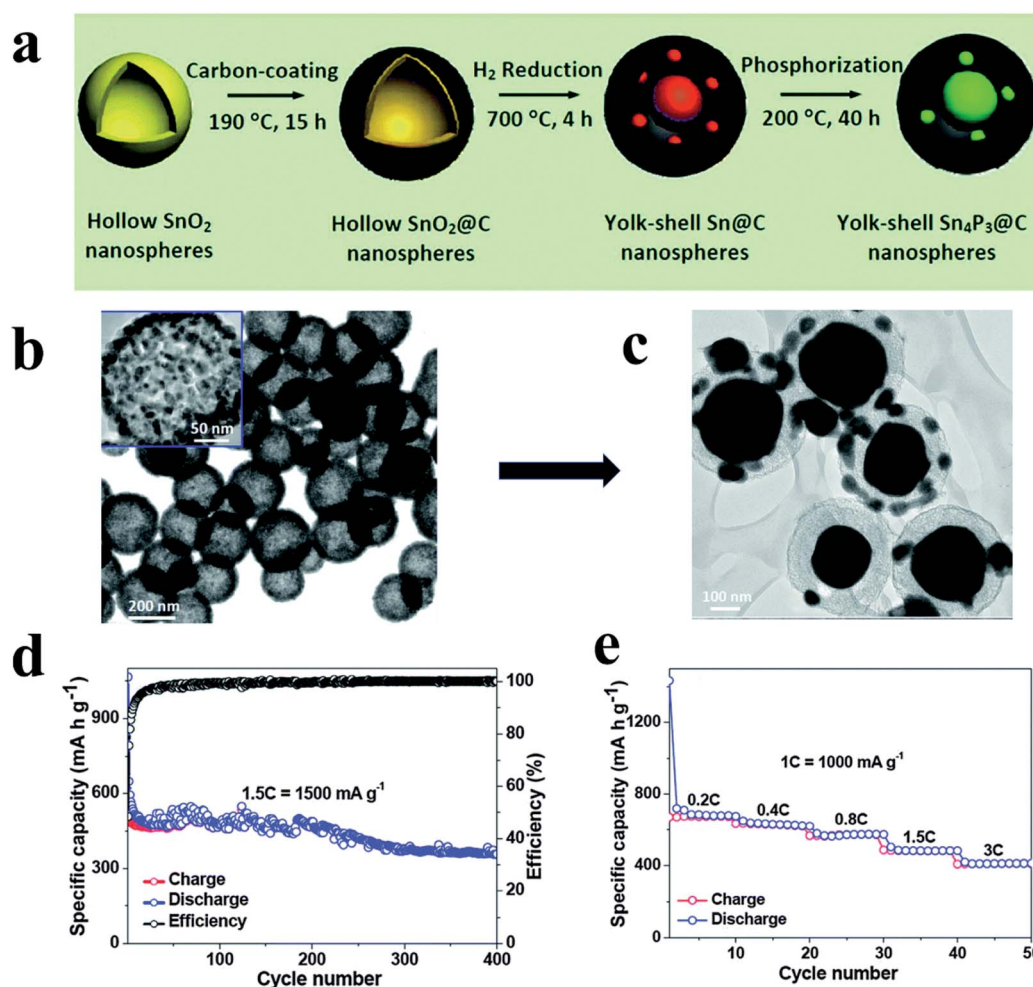 a
Carbon-coating
190 °C, 15 h
H₂ Reduction
700 °C, 4 h
Phosphorization
200 °C, 40 h
Hollow SnO₂
nanospheres
Hollow SnO₂@C
nanospheres
Yolk-shell Sn@C
nanospheres
Yolk-shell Sn₄P₃@C
nanospheres
b
50 nm
200 nm
c
100 nm
d
Specific capacity (mA h g⁻¹)
900
600
300
0
1.5C = 1500 mA g⁻¹
Charge
Discharge
Efficiency
100
80
60
40
20
0
Efficiency (%)
0
100
200
300
400
Cycle number
e
Specific capacity (mA h g⁻¹)
1200
800
400
0
1C = 1000 mA g⁻¹
0.2C
0.4C
0.8C
1.5C
3C
Charge
Discharge
10
20
30
40
Cycle number